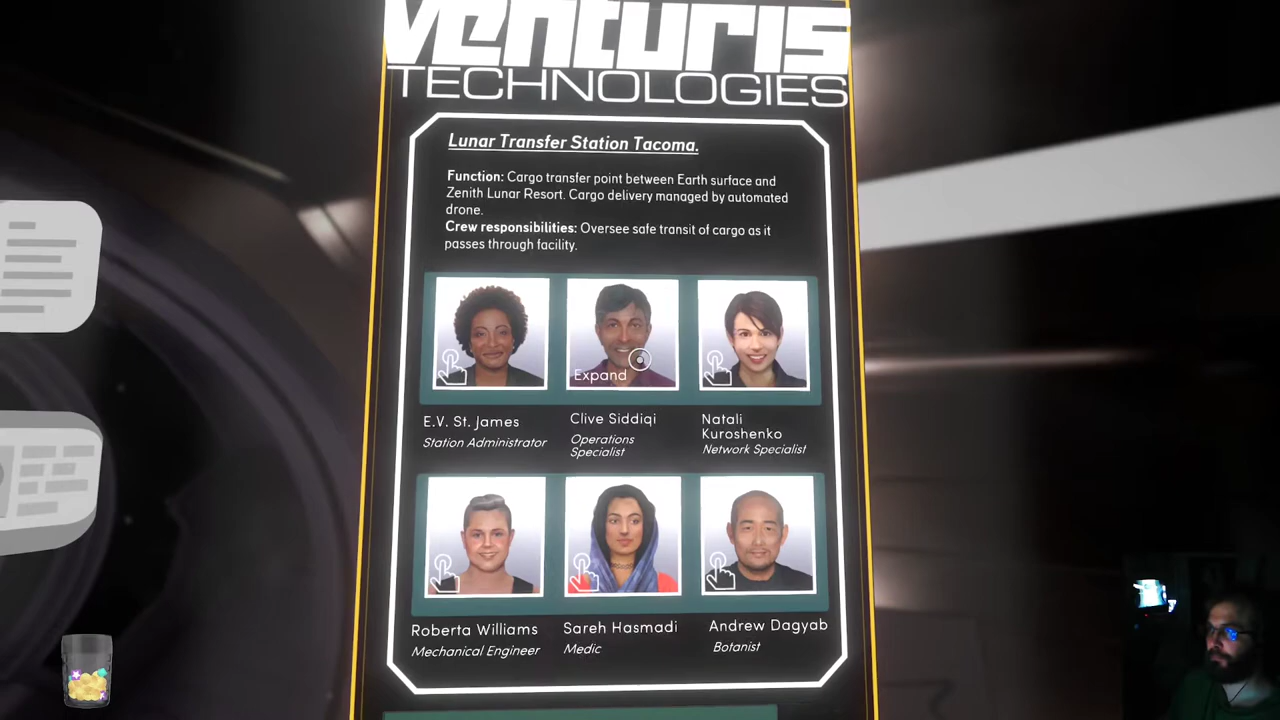 venturis
TECHNOLOGIES
Lunar Transfer Station Tacoma.
Function: Cargo transfer point between Earth surface and
Zenith Lunar Resort. Cargo delivery managed by automated
drone.
Crew responsibilities: Oversee safe transit of cargo as it
passes through facility.
Expand
E.V. St. James
Station Administrator
Clive Siddiqi
Operations
Specialist
Natali
Kuroshenko
Network Specialist
Roberta Williams
Mechanical Engineer
Sareh Hasmadi
Medic
Andrew Dagyab
Botanist